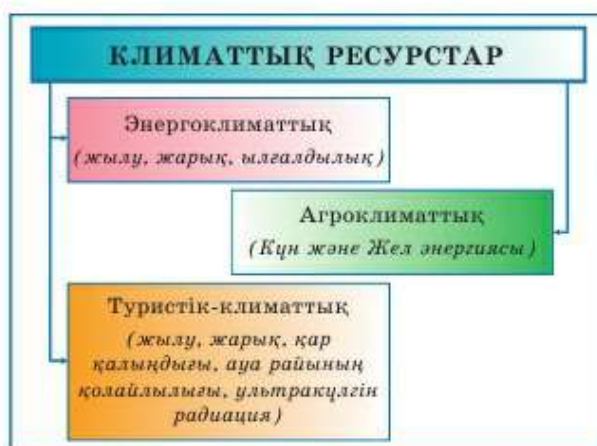 КЛИМАТТЫҚ РЕСУРСТАР
Энергоклиматтық
(жылу, жарық, ылғалдылық)
Агроклиматтық
(Күн және Жел энергиясы)
Туристік-климаттық
(жылу, жарық, қар
қалыңдығы, ауа райының
қолайлылығы, ультракүлгін
радиация)